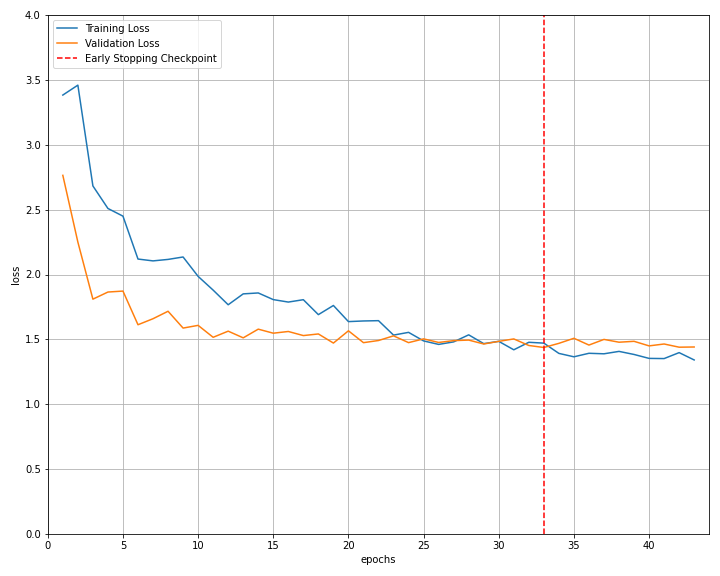 4.0
3.5
3.0
2.5
2.0
1.5
1.0
0.5
0.0
loss
Training Loss
Validation Loss
Early Stopping Checkpoint
0 5 10 15 20 25 30 35 40
epochs